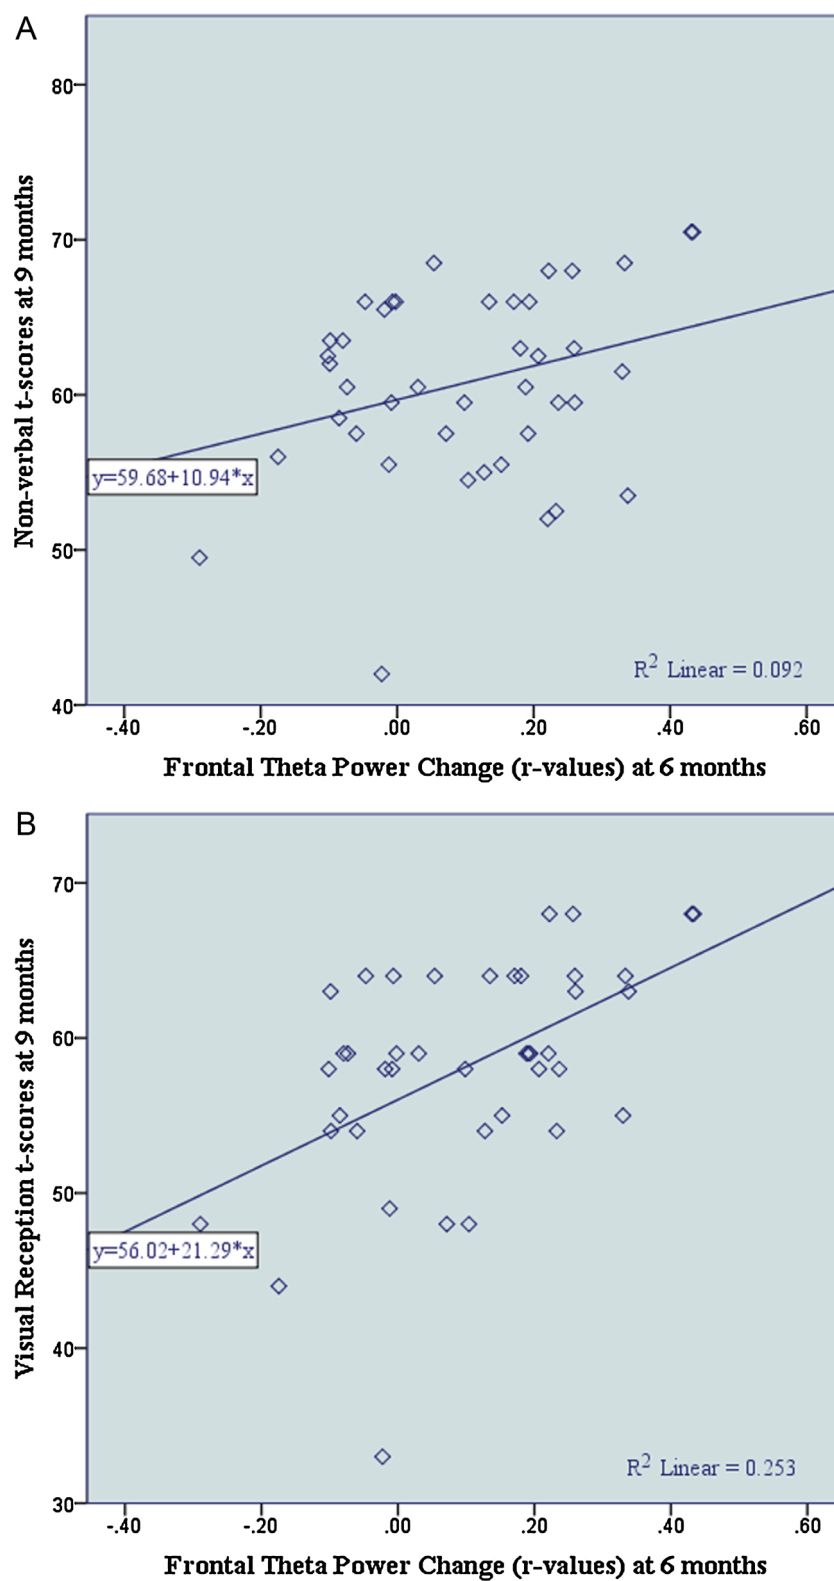 A
80
70
60
50
40
Non-verbal t-scores at 9 months
y=59.68+10.94*x
R2 Linear = 0.092
-.40 -.20 .00 .20 .40 .60
Frontal Theta Power Change (r-values) at 6 months
B
70
60
50
40
30
Visual Reception t-scores at 9 months
y=56.02+21.29*x
R2 Linear = 0.253
-.40 -.20 .00 .20 .40 .60
Frontal Theta Power Change (r-values) at 6 months